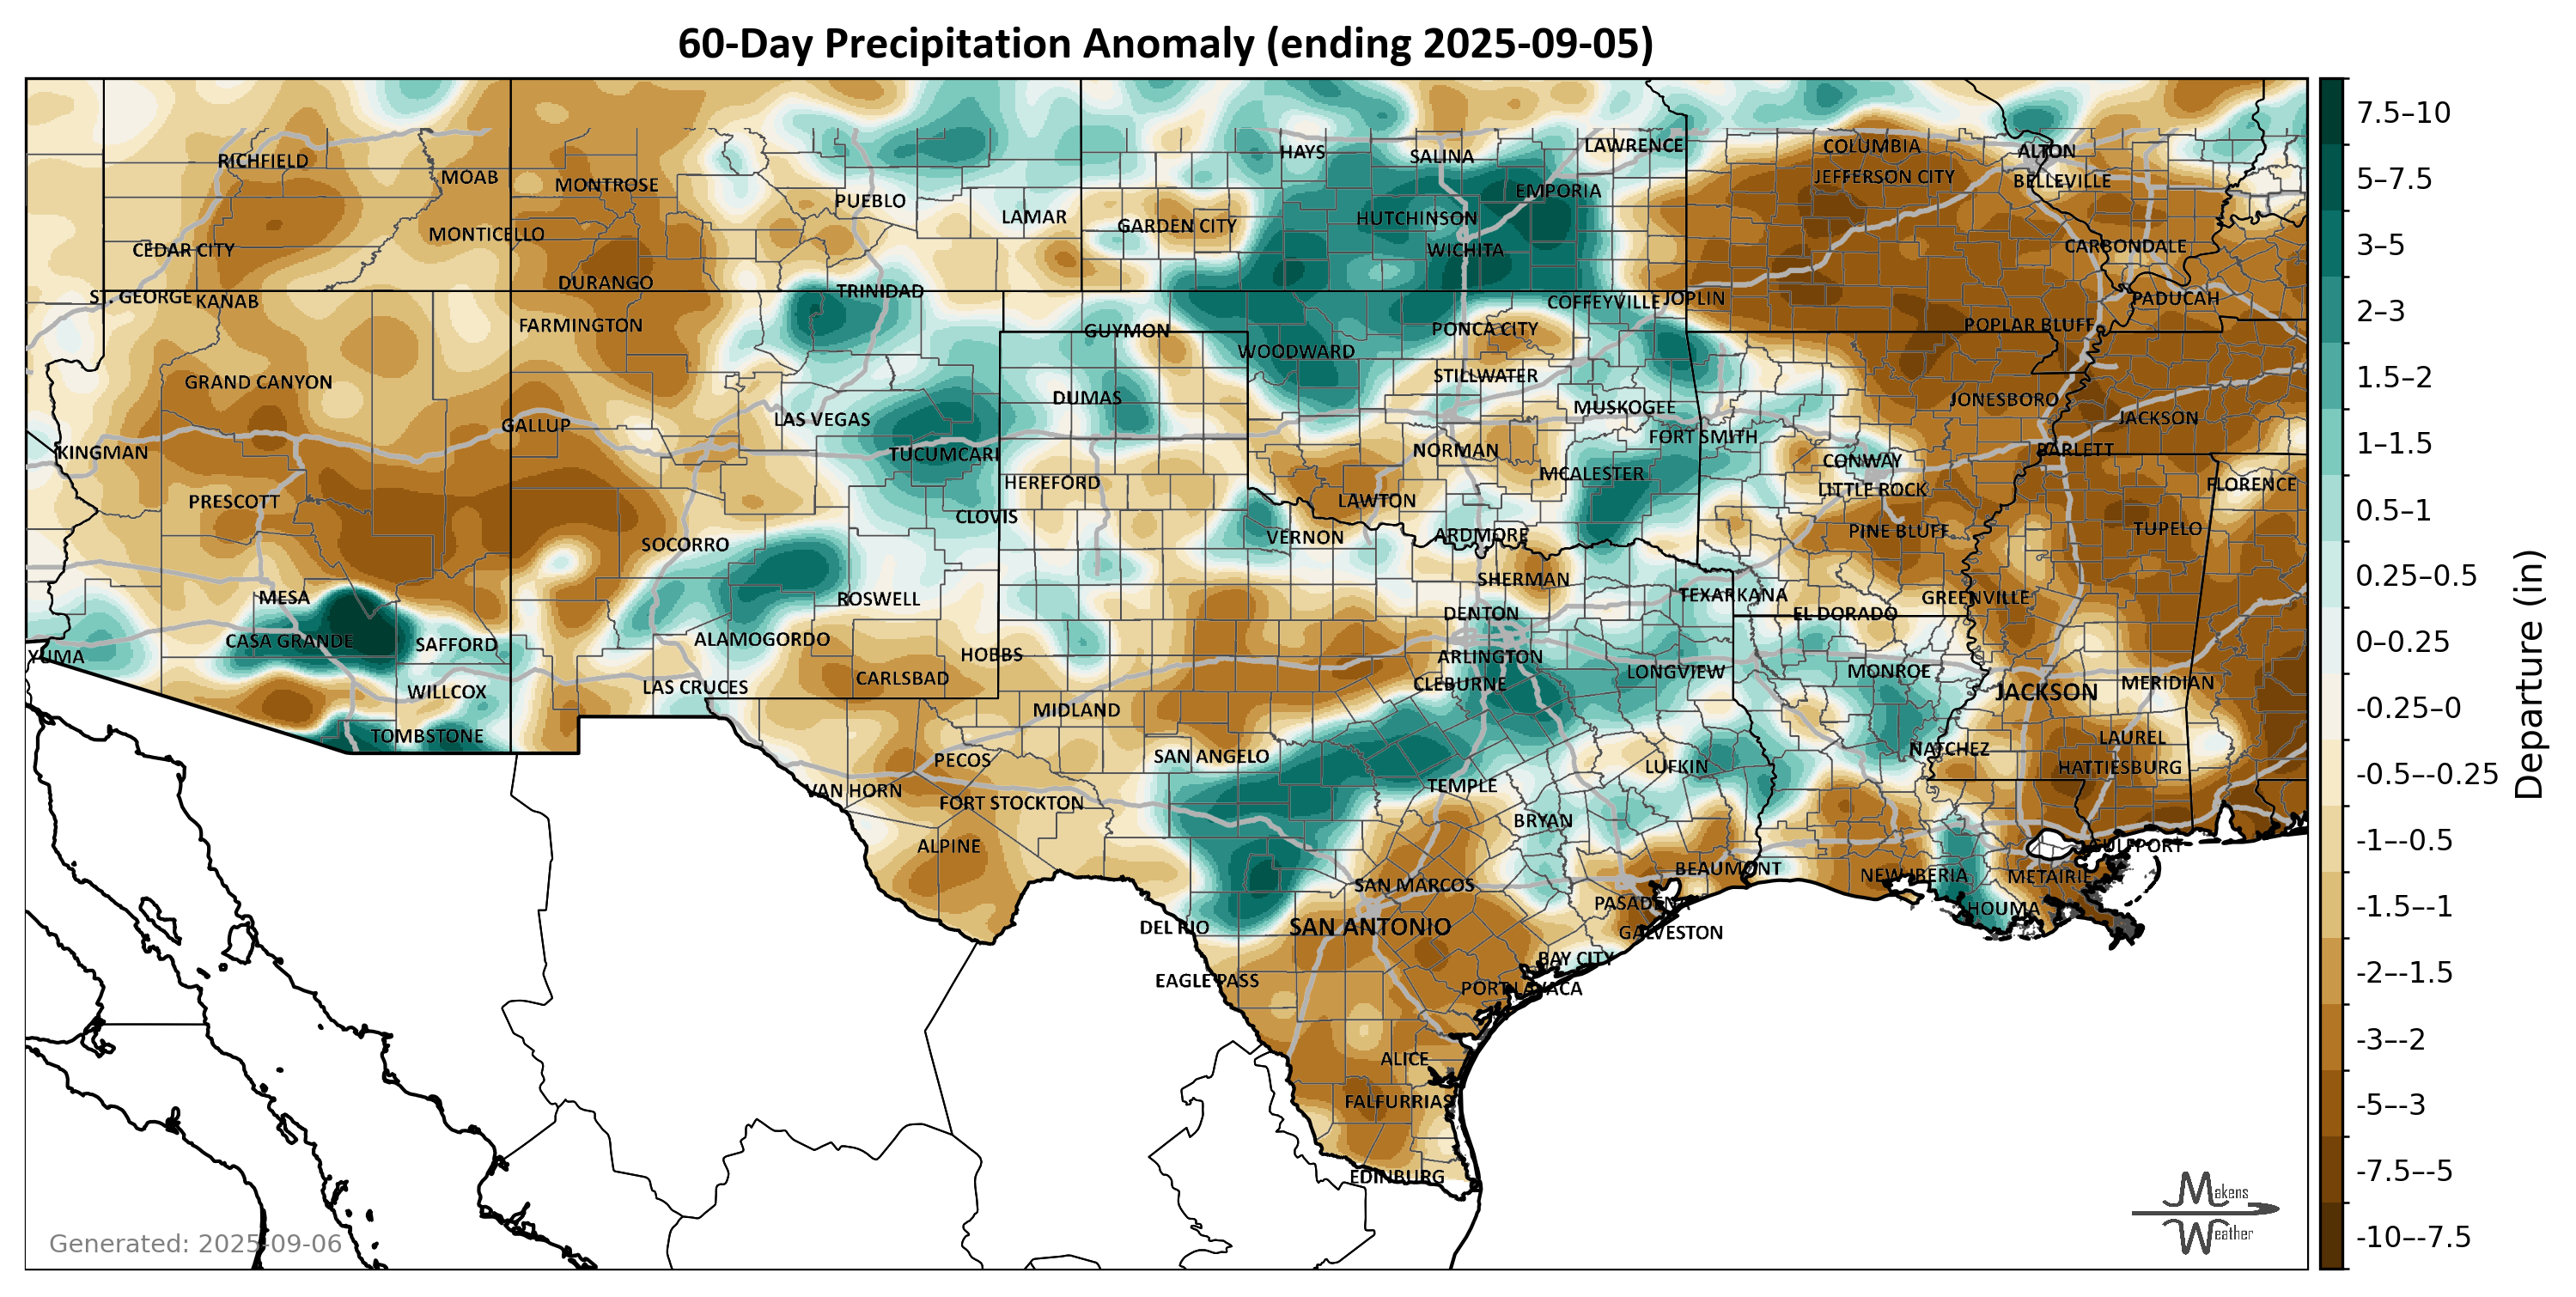 60-Day Precipitation Anomaly (ending 2025-09-05)
RICHFIELD
MOAB
MONTROSE
PUEBLO
LAMAR
HAYS
SALINA
LAWRENCE
EMPORIA
COLUMBIA
JEFFERSON CITY
ALTON
BELLEVILLE
MONTICELLO
CEDAR CITY
GARDEN CITY
HUTCHINSON
WICHITA
CARBONDALE
DURANGO
ST. GEORGE
KANAB
TRINIDAD
COFFEYVILLE
JOPLIN
PADUCAH
FARMINGTON
GUYMON
PONCA CITY
POPLAR BLUFF
WOODWARD
GRAND CANYON
STILLWATER
DUMAS
MUSKOGEE
JONESBORO
JACKSON
GALLUP
LAS VEGAS
FORT SMITH
KINGMAN
TUCUMCARI
NORMAN
BARLETT
CONWAY
PRESCOTT
HEREFORD
MCALESTER
LITTLE ROCK
FLORENCE
LAWTON
CLOVIS
PINE BLUFF
TUPELO
SOCORRO
VERNON
ARDMORE
SHERMAN
MESA
ROSWELL
DENTON
TEXARKANA
EL DORADO
GREENVILLE
CASA GRANDE
SAFFORD
ALAMOGORDO
YUMA
HOBBS
ARLINGTON
LONGVIEW
MONROE
WILLCOX
LAS CRUCES
CARLSBAD
CLEBURNE
JACKSON
MERIDIAN
MIDLAND
TOMBSTONE
SAN ANGELO
NATCHEZ
LAUREL
PECOS
LUFKIN
HATTIESBURG
VAN HORN
FORT STOCKTON
TEMPLE
BRYAN
ALPINE
GULFPORT
BEAUMONT
SAN MARCOS
NEW IBERIA
METAIRIE
PASADENA
HOUMA
DEL RIO
SAN ANTONIO
GALVESTON
BAY CITY
EAGLE PASS
PORT LAVACA
ALICE
FALFURRIAS
EDINBURG
7.5–10
5–7.5
3–5
2–3
1.5–2
1–1.5
0.5–1
0.25–0.5
0–0.25
-0.25–0
-0.5–-0.25
-1–-0.5
-1.5–-1
-2–-1.5
-3–-2
-5–-3
-7.5–-5
-10–-7.5
Departure (in)
Generated: 2025-09-06
Makens
Weather